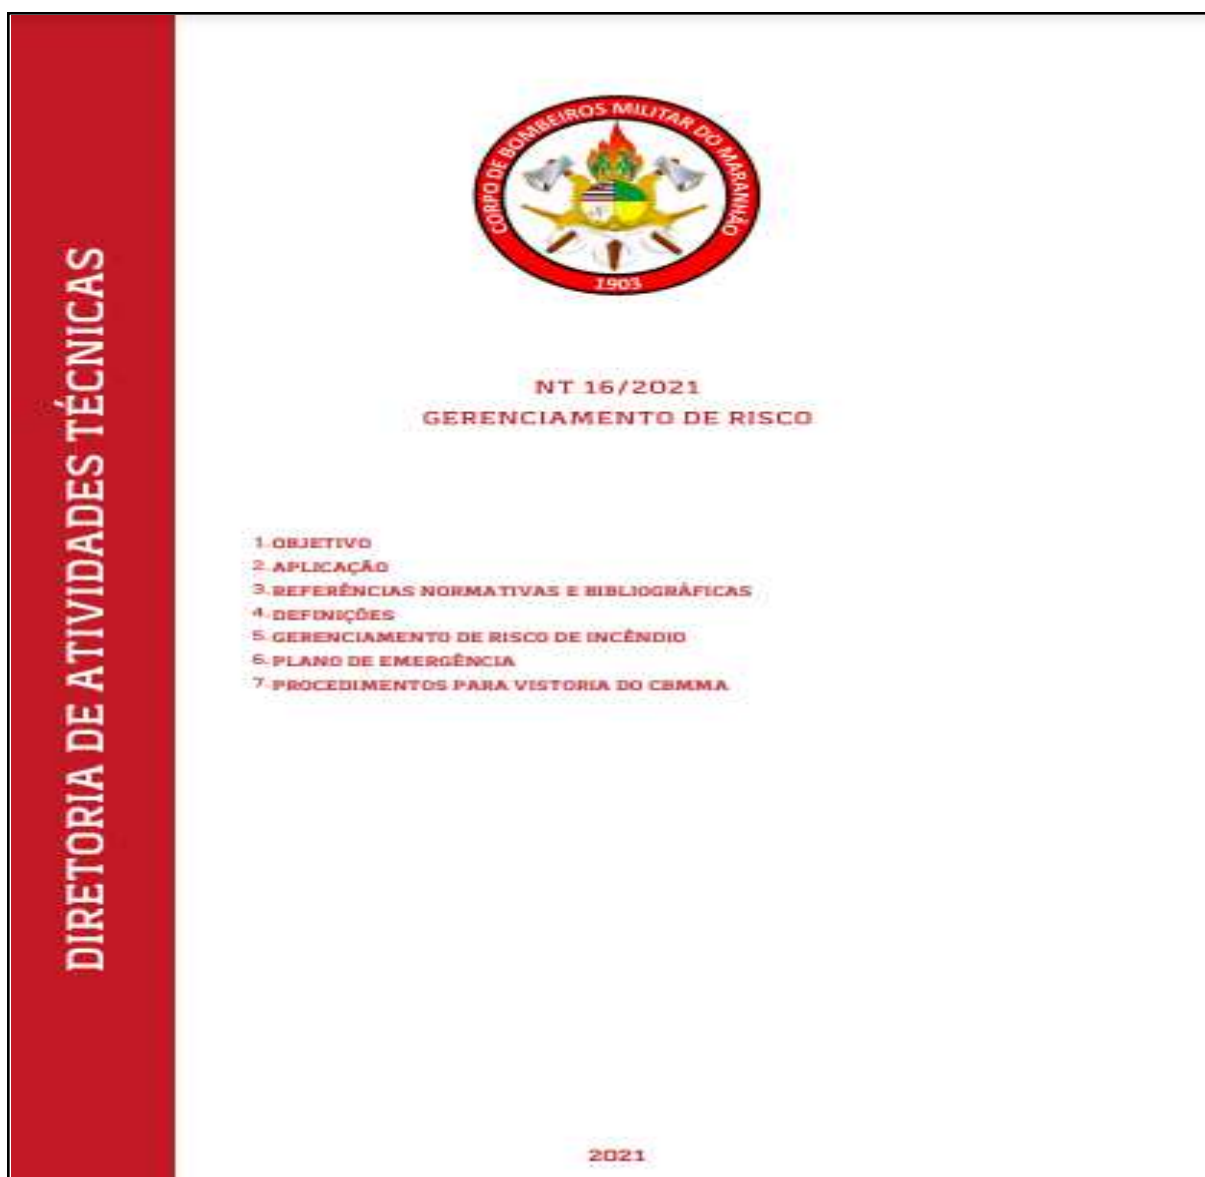 DIRETORIA DE ATIVIDADES TÉCNICAS
CORPO DE BOMBEIROS MILITAR DO MARANHÃO
1903
NT 16/2021
GERENCIAMENTO DE RISCO
1. OBJETIVO
2. APLICAÇÃO
3. REFERÊNCIAS NORMATIVAS E BIBLIOGRÁFICAS
4. DEFINIÇÕES
5. GERENCIAMENTO DE RISCO DE INCÊNDIO
6. PLANO DE EMERGÊNCIA
7. PROCEDIMENTOS PARA VISTORIA DO CBMMA
2021